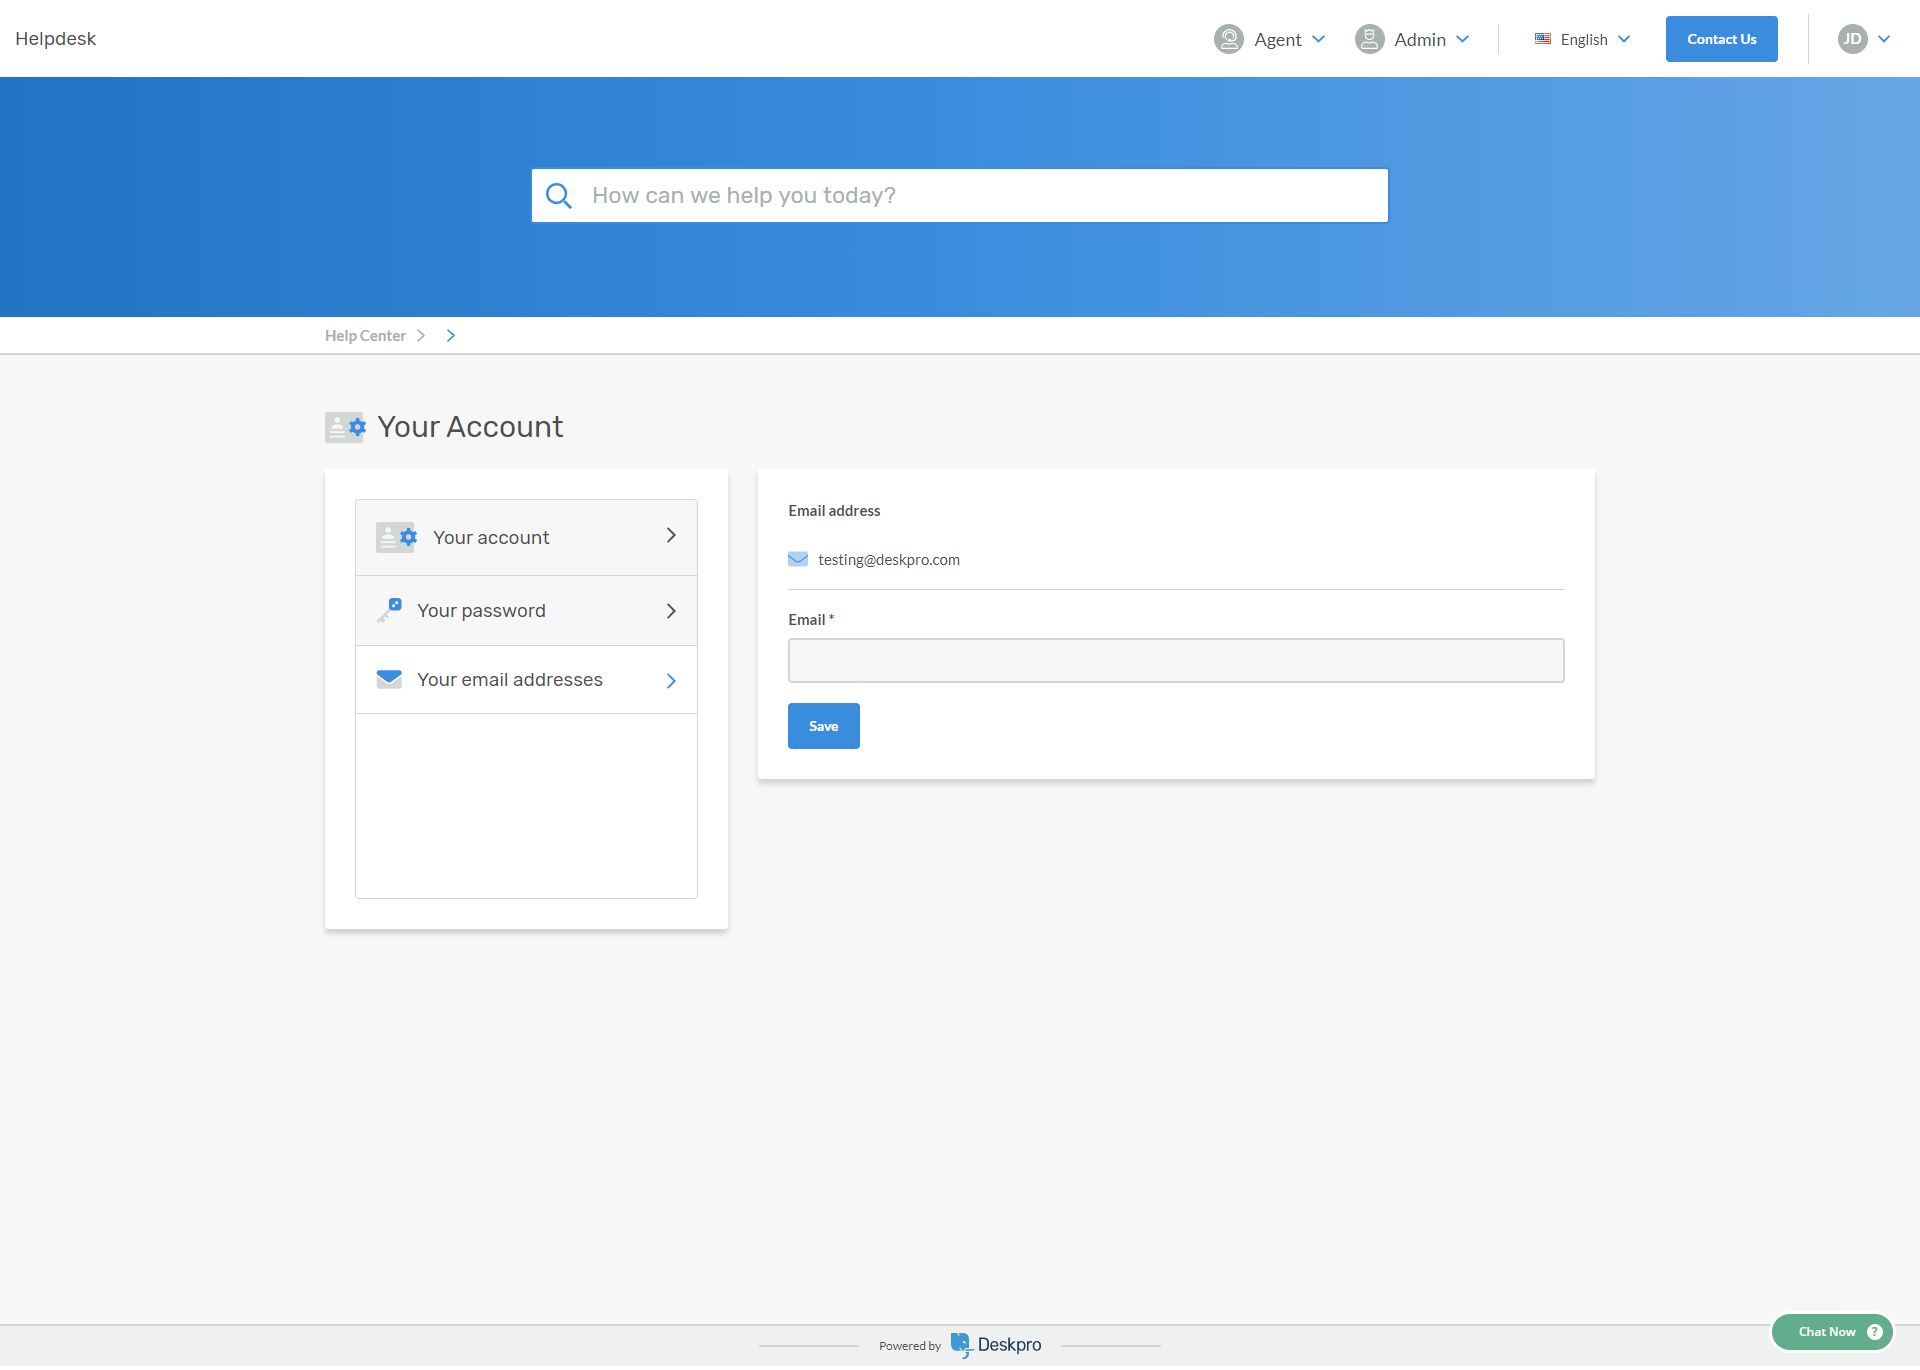 Helpdesk
Agent
Admin
English
Contact Us
JD
How can we help you today?
Help Center
Your Account
Your account
Your password
Your email addresses
Email address
testing@deskpro.com
Email *
Save
Powered by Deskpro
Chat Now ?